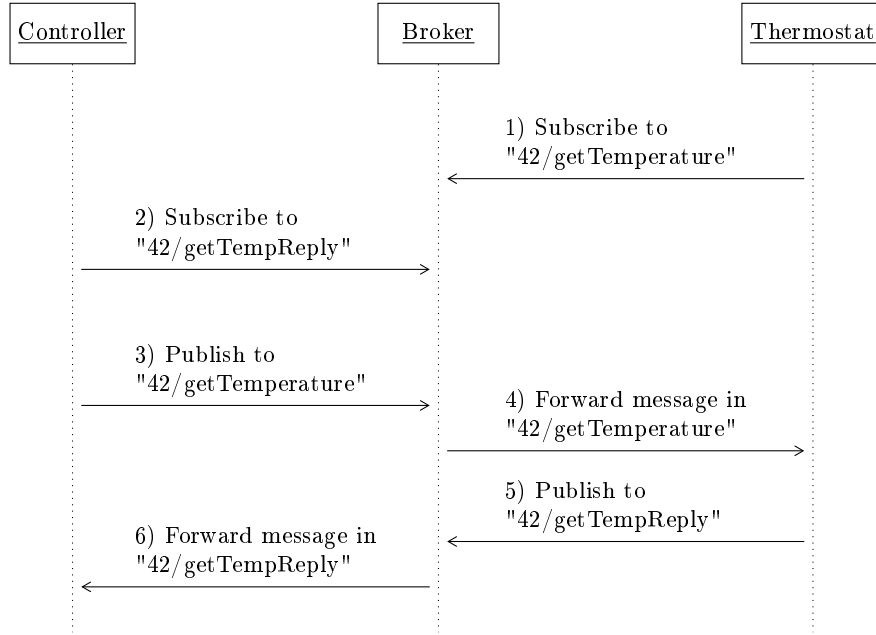 Controller
Broker
Thermostat
1) Subscribe to
"42/getTemperature"
2) Subscribe to
"42/getTempReply"
3) Publish to
"42/getTemperature"
4) Forward message in
"42/getTemperature"
5) Publish to
"42/getTempReply"
6) Forward message in
"42/getTempReply"